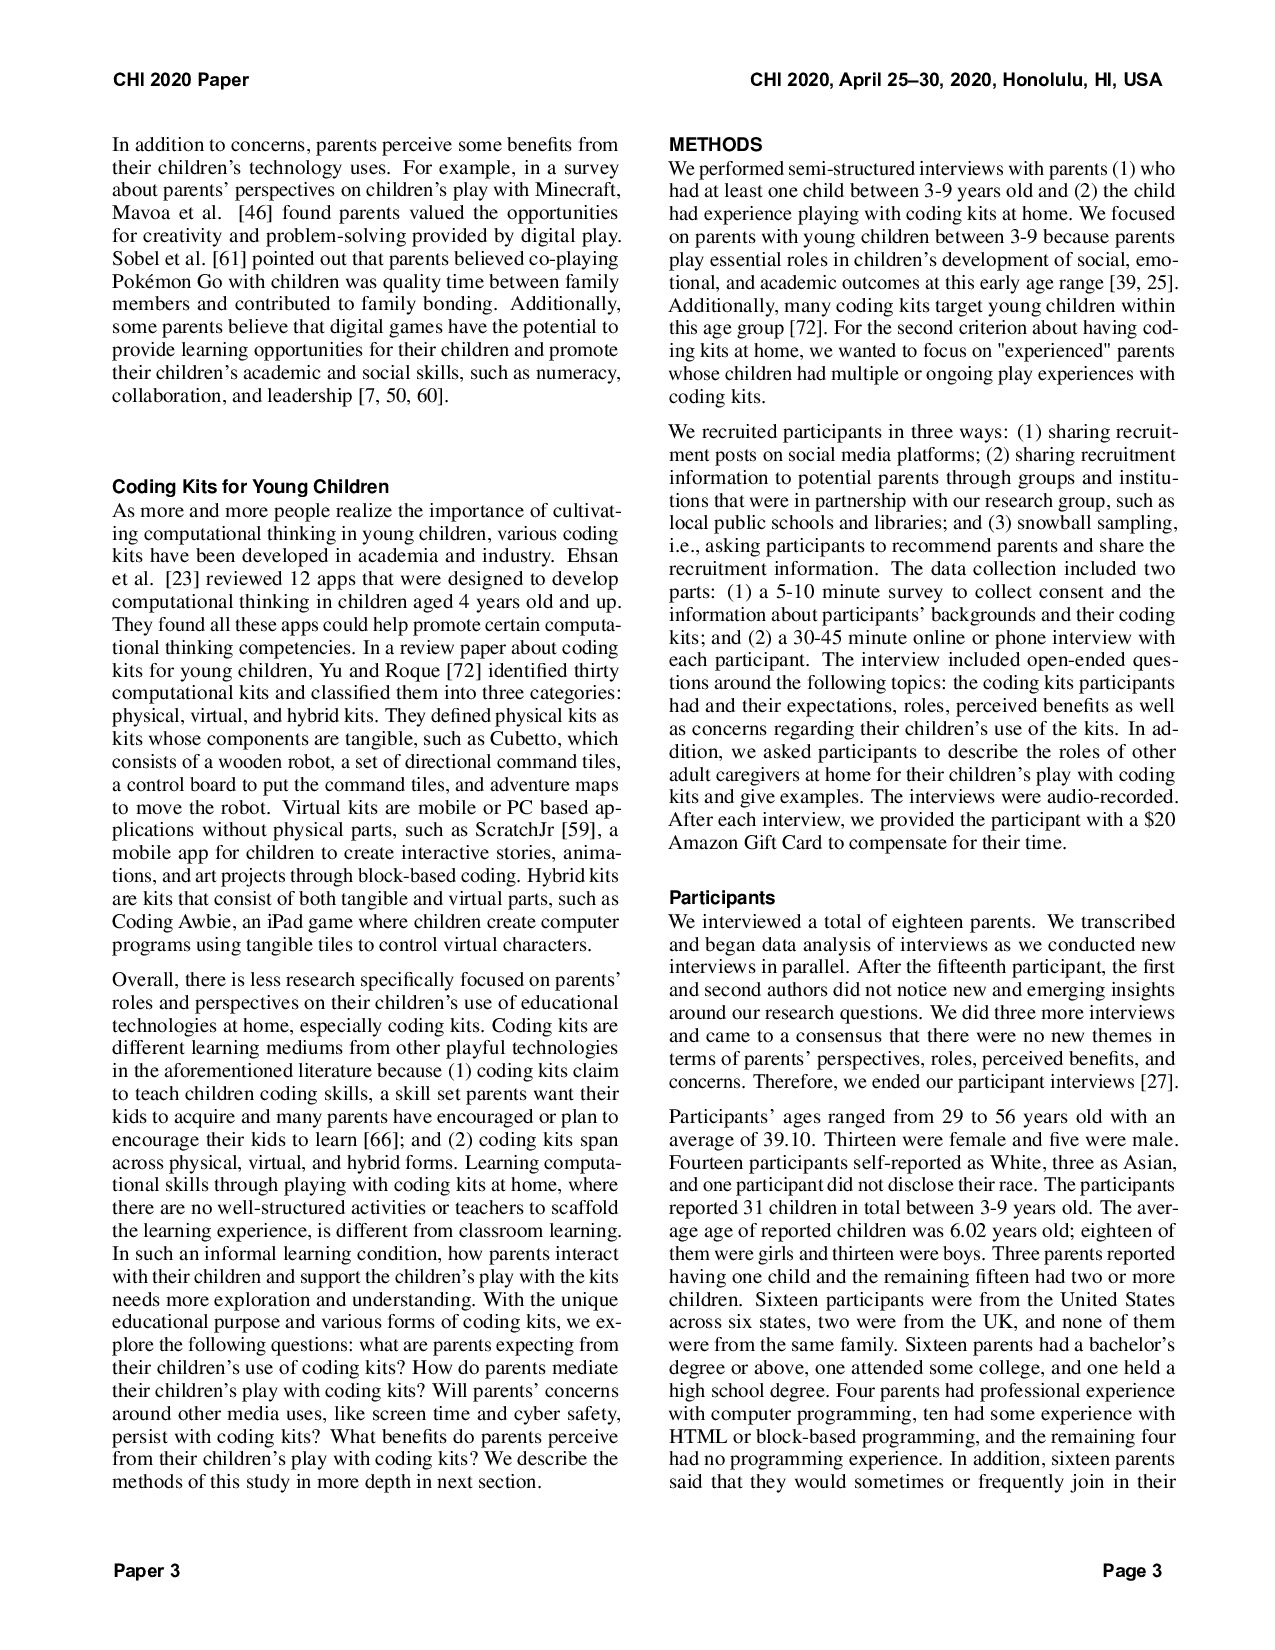 CHI 2020 Paper
CHI 2020, April 25–30, 2020, Honolulu, HI, USA
In addition to concerns, parents perceive some benefits from
their children's technology uses. For example, in a survey
about parents' perspectives on children's play with Minecraft,
Mavoa et al. [46] found parents valued the opportunities
for creativity and problem-solving provided by digital play.
Sobel et al. [61] pointed out that parents believed co-playing
Pokémon Go with children was quality time between family
members and contributed to family bonding. Additionally,
some parents believe that digital games have the potential to
provide learning opportunities for their children and promote
their children's academic and social skills, such as numeracy,
collaboration, and leadership [7, 50, 60].
Coding Kits for Young Children
As more and more people realize the importance of cultivat-
ing computational thinking in young children, various coding
kits have been developed in academia and industry. Ehsan
et al. [23] reviewed 12 apps that were designed to develop
computational thinking in children aged 4 years old and up.
They found all these apps could help promote certain computa-
tional thinking competencies. In a review paper about coding
kits for young children, Yu and Roque [72] identified thirty
computational kits and classified them into three categories:
physical, virtual, and hybrid kits. They defined physical kits as
kits whose components are tangible, such as Cubetto, which
consists of a wooden robot, a set of directional command tiles,
a control board to put the command tiles, and adventure maps
to move the robot. Virtual kits are mobile or PC based ap-
plications without physical parts, such as ScratchJr [59], a
mobile app for children to create interactive stories, anima-
tions, and art projects through block-based coding. Hybrid kits
are kits that consist of both tangible and virtual parts, such as
Coding Awbie, an iPad game where children create computer
programs using tangible tiles to control virtual characters.
Overall, there is less research specifically focused on parents'
roles and perspectives on their children's use of educational
technologies at home, especially coding kits. Coding kits are
different learning mediums from other playful technologies
in the aforementioned literature because (1) coding kits claim
to teach children coding skills, a skill set parents want their
kids to acquire and many parents have encouraged or plan to
encourage their kids to learn [66]; and (2) coding kits span
across physical, virtual, and hybrid forms. Learning computa-
tional skills through playing with coding kits at home, where
there are no well-structured activities or teachers to scaffold
the learning experience, is different from classroom learning.
In such an informal learning condition, how parents interact
with their children and support the children's play with the kits
needs more exploration and understanding. With the unique
educational purpose and various forms of coding kits, we ex-
plore the following questions: what are parents expecting from
their children's use of coding kits? How do parents mediate
their children's play with coding kits? Will parents' concerns
around other media uses, like screen time and cyber safety,
persist with coding kits? What benefits do parents perceive
from their children's play with coding kits? We describe the
methods of this study in more depth in next section.
METHODS
We performed semi-structured interviews with parents (1) who
had at least one child between 3-9 years old and (2) the child
had experience playing with coding kits at home. We focused
on parents with young children between 3-9 because parents
play essential roles in children's development of social, emo-
tional, and academic outcomes at this early age range [39, 25].
Additionally, many coding kits target young children within
this age group [72]. For the second criterion about having cod-
ing kits at home, we wanted to focus on "experienced" parents
whose children had multiple or ongoing play experiences with
coding kits.
We recruited participants in three ways: (1) sharing recruit-
ment posts on social media platforms; (2) sharing recruitment
information to potential parents through groups and institu-
tions that were in partnership with our research group, such as
local public schools and libraries; and (3) snowball sampling,
i.e., asking participants to recommend parents and share the
recruitment information. The data collection included two
parts: (1) a 5-10 minute survey to collect consent and the
information about participants' backgrounds and their coding
kits; and (2) a 30-45 minute online or phone interview with
each participant. The interview included open-ended ques-
tions around the following topics: the coding kits participants
had and their expectations, roles, perceived benefits as well
as concerns regarding their children's use of the kits. In ad-
dition, we asked participants to describe the roles of other
adult caregivers at home for their children's play with coding
kits and give examples. The interviews were audio-recorded.
After each interview, we provided the participant with a $20
Amazon Gift Card to compensate for their time.
Participants
We interviewed a total of eighteen parents. We transcribed
and began data analysis of interviews as we conducted new
interviews in parallel. After the fifteenth participant, the first
and second authors did not notice new and emerging insights
around our research questions. We did three more interviews
and came to a consensus that there were no new themes in
terms of parents' perspectives, roles, perceived benefits, and
concerns. Therefore, we ended our participant interviews [27].
Participants' ages ranged from 29 to 56 years old with an
average of 39.10. Thirteen were female and five were male.
Fourteen participants self-reported as White, three as Asian,
and one participant did not disclose their race. The participants
reported 31 children in total between 3-9 years old. The aver-
age age of reported children was 6.02 years old; eighteen of
them were girls and thirteen were boys. Three parents reported
having one child and the remaining fifteen had two or more
children. Sixteen participants were from the United States
across six states, two were from the UK, and none of them
were from the same family. Sixteen parents had a bachelor's
degree or above, one attended some college, and one held a
high school degree. Four parents had professional experience
with computer programming, ten had some experience with
HTML or block-based programming, and the remaining four
had no programming experience. In addition, sixteen parents
said that they would sometimes or frequently join in their
Paper 3
Page 3